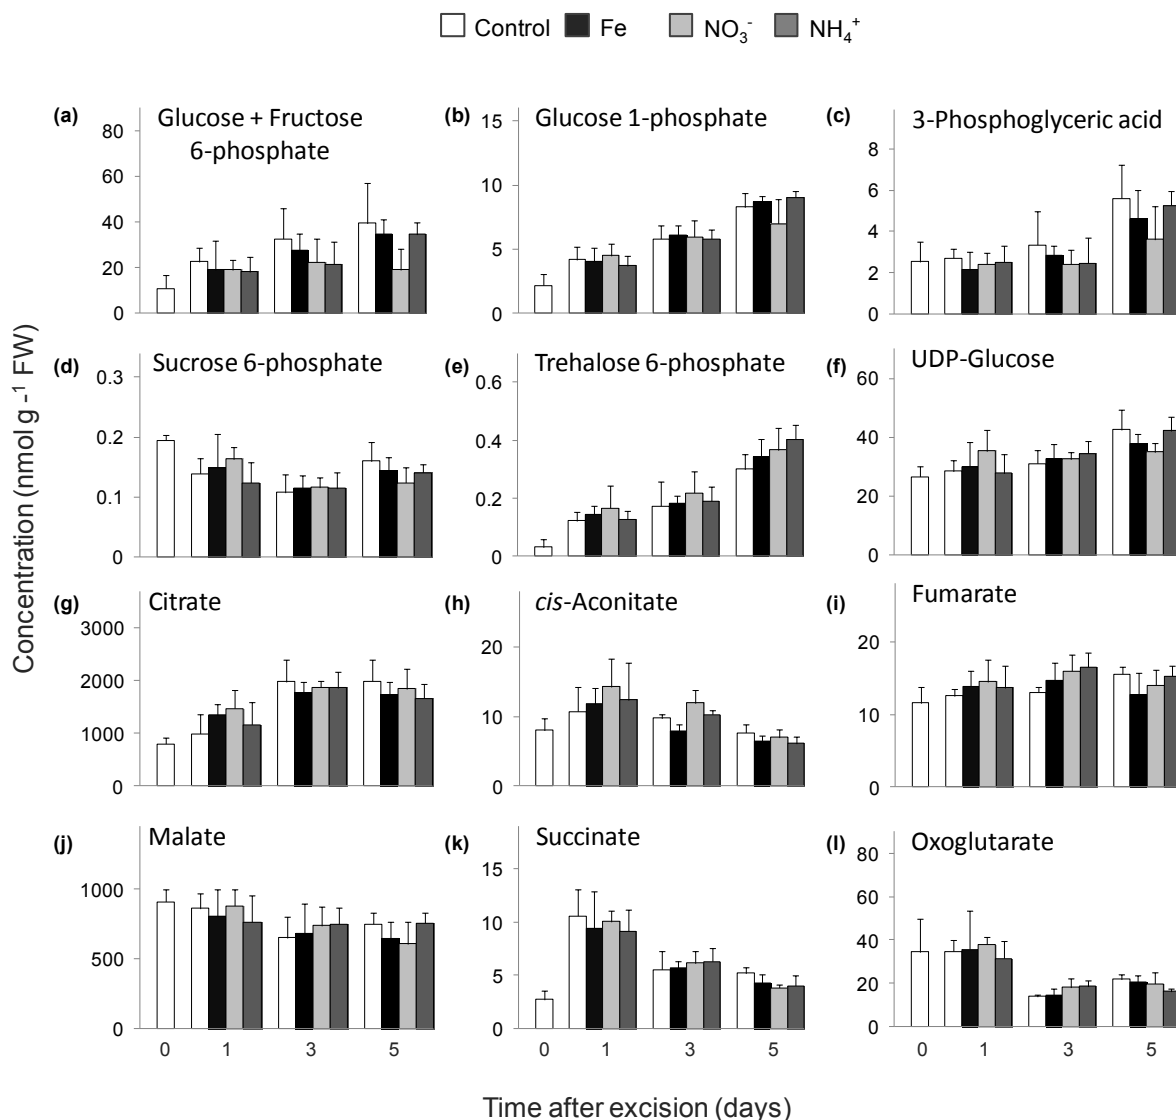 Control Fe NO₃⁻ NH₄⁺
(a) Glucose + Fructose
6-phosphate
80
60
40
20
0
(b) Glucose 1-phosphate
15
10
5
0
(c) 3-Phosphoglyceric acid
8
6
4
2
0
Concentration (nmol g ⁻¹ FW)
(d) Sucrose 6-phosphate
0.3
0.2
0.1
0
(e) Trehalose 6-phosphate
0.6
0.4
0.2
0
(f) UDP-Glucose
60
40
20
0
(g) Citrate
3000
2000
1000
0
(h) cis-Aconitate
20
10
0
(i) Fumarate
20
10
0
(j) Malate
1000
500
0
(k) Succinate
15
10
5
0
(l) Oxoglutarate
80
60
40
20
0
0 1 3 5 0 1 3 5 0 1 3 5
Time after excision (days)